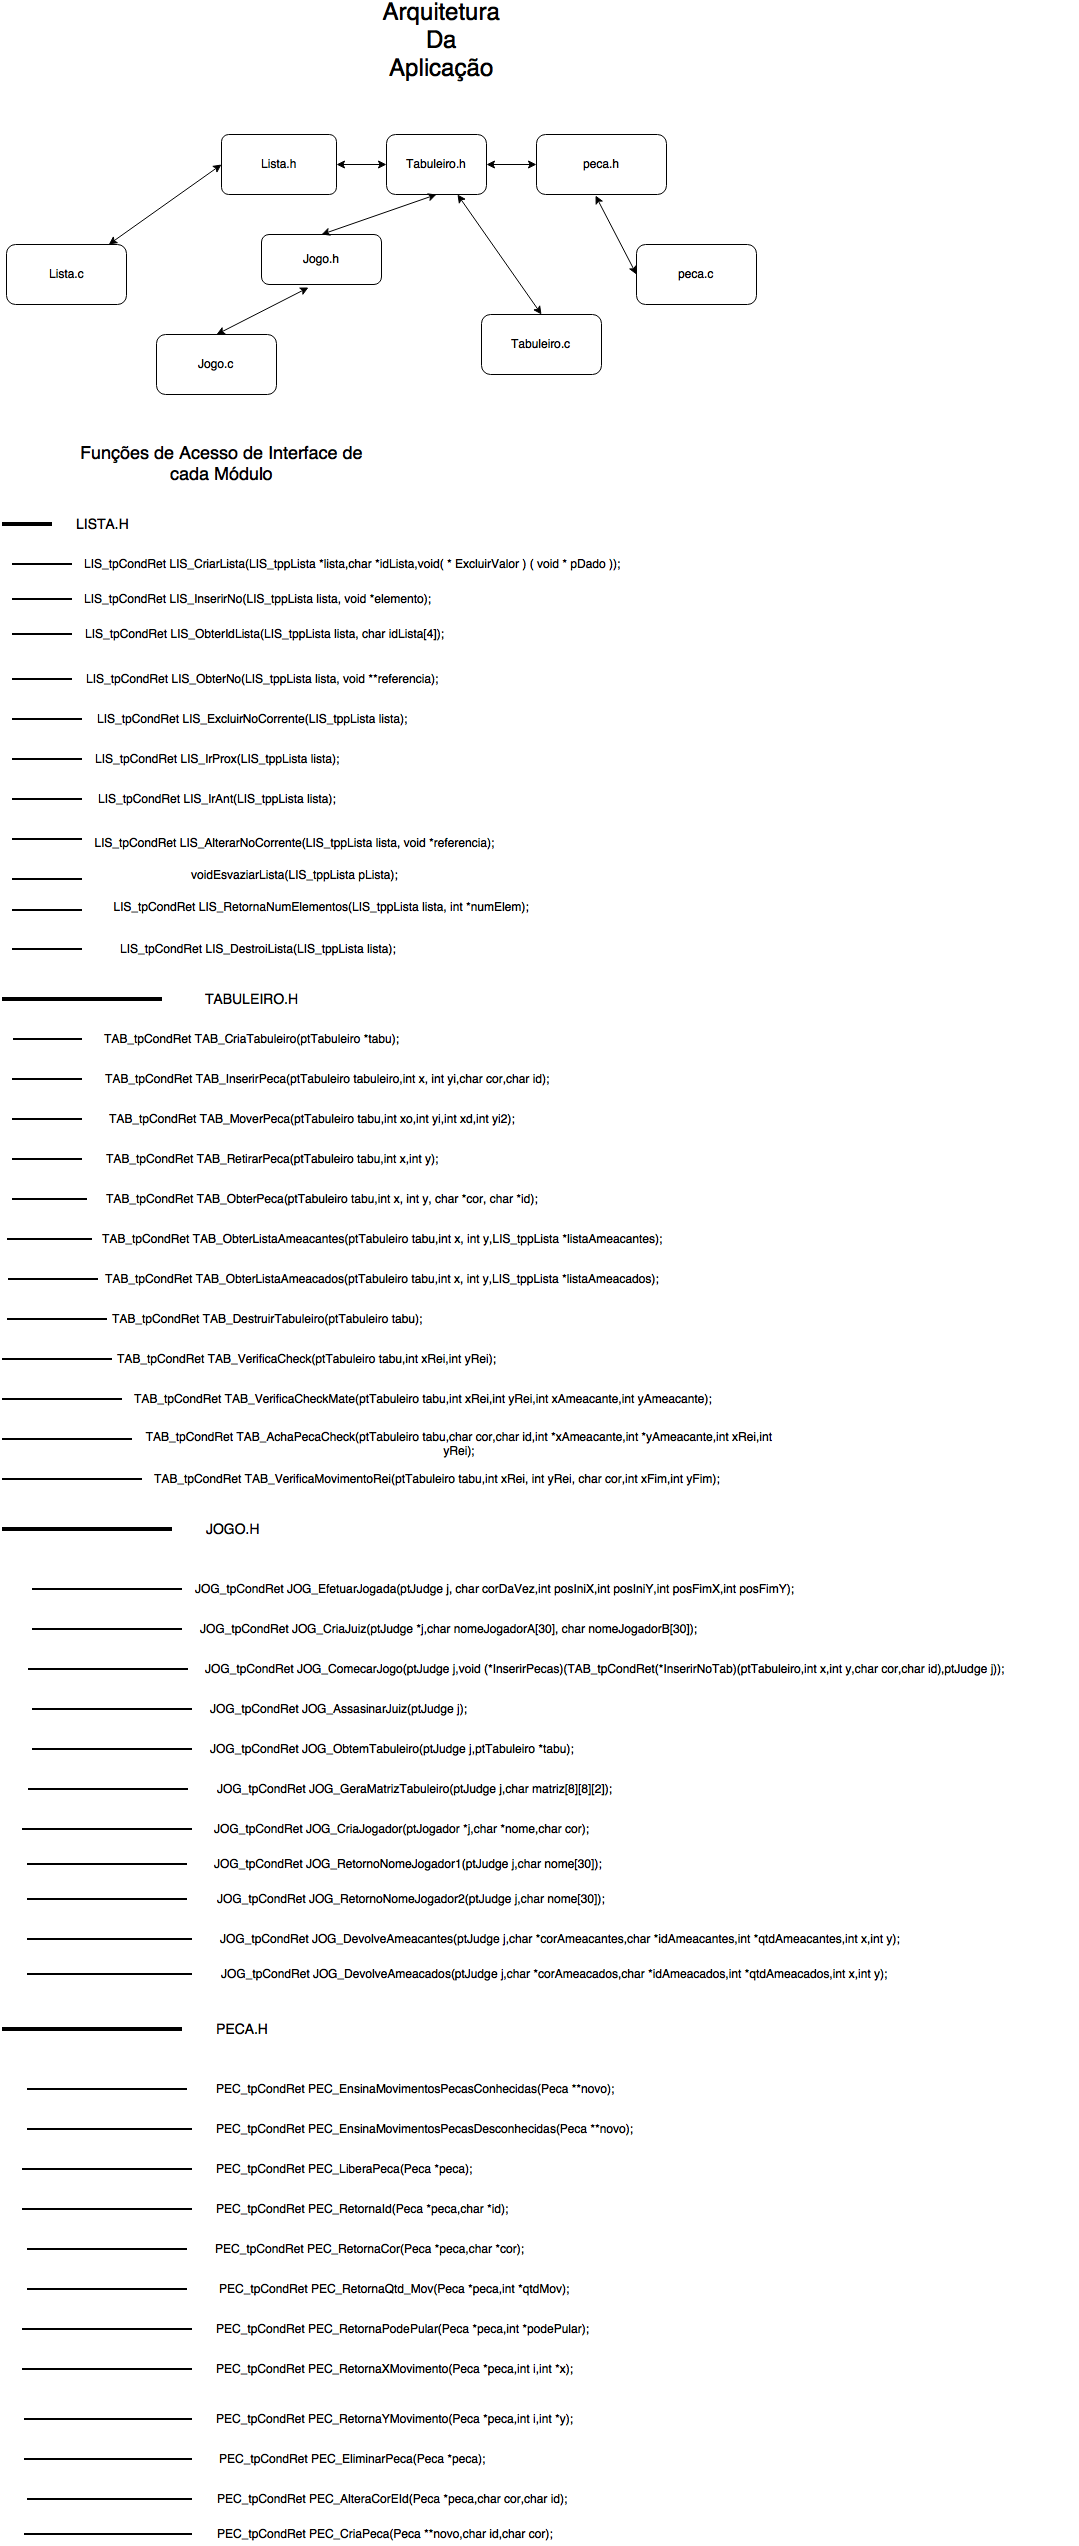 Arquitetura
Da
Aplicação
Lista.h
Tabuleiro.h
peca.h
Lista.c
Jogo.h
peca.c
Jogo.c
Tabuleiro.c
Funções de Acesso de Interface de
cada Módulo
LISTA.H
LIS_tpCondRet LIS_CriarLista(LIS_tppLista *lista,char *idLista,void( * ExcluirValor ) ( void * pDado ));
LIS_tpCondRet LIS_InserirNo(LIS_tppLista lista, void *elemento);
LIS_tpCondRet LIS_ObterIdLista(LIS_tppLista lista, char idLista[4]);
LIS_tpCondRet LIS_ObterNo(LIS_tppLista lista, void **referencia);
LIS_tpCondRet LIS_ExcluirNoCorrente(LIS_tppLista lista);
LIS_tpCondRet LIS_IrProx(LIS_tppLista lista);
LIS_tpCondRet LIS_IrAnt(LIS_tppLista lista);
LIS_tpCondRet LIS_AlterarNoCorrente(LIS_tppLista lista, void *referencia);
voidEsvaziarLista(LIS_tppLista pLista);
LIS_tpCondRet LIS_RetornaNumElementos(LIS_tppLista lista, int *numElem);
LIS_tpCondRet LIS_DestroiLista(LIS_tppLista lista);
TABULEIRO.H
TAB_tpCondRet TAB_CriaTabuleiro(ptTabuleiro *tabu);
TAB_tpCondRet TAB_InserirPeca(ptTabuleiro tabuleiro,int x, int yi,char cor,char id);
TAB_tpCondRet TAB_MoverPeca(ptTabuleiro tabu,int xo,int yi,int xd,int yi2);
TAB_tpCondRet TAB_RetirarPeca(ptTabuleiro tabu,int x,int y);
TAB_tpCondRet TAB_ObterPeca(ptTabuleiro tabu,int x, int y, char *cor, char *id);
TAB_tpCondRet TAB_ObterListaAmeacantes(ptTabuleiro tabu,int x, int y,LIS_tppLista *listaAmeacantes);
TAB_tpCondRet TAB_ObterListaAmeacados(ptTabuleiro tabu,int x, int y,LIS_tppLista *listaAmeacados);
TAB_tpCondRet TAB_DestruirTabuleiro(ptTabuleiro tabu);
TAB_tpCondRet TAB_VerificaCheck(ptTabuleiro tabu,int xRei,int yRei);
TAB_tpCondRet TAB_VerificaCheckMate(ptTabuleiro tabu,int xRei,int yRei,int xAmeacante,int yAmeacante);
TAB_tpCondRet TAB_AchaPecaCheck(ptTabuleiro tabu,char cor,char id,int *xAmeacante,int *yAmeacante,int xRei,int
yRei);
TAB_tpCondRet TAB_VerificaMovimentoRei(ptTabuleiro tabu,int xRei, int yRei, char cor,int xFim,int yFim);
JOGO.H
JOG_tpCondRet JOG_EfetuarJogada(ptJudge j, char corDaVez,int posIniX,int posIniY,int posFimX,int posFimY);
JOG_tpCondRet JOG_CriaJuiz(ptJudge *j,char nomeJogadorA[30], char nomeJogadorB[30]);
JOG_tpCondRet JOG_ComecarJogo(ptJudge j,void (*InserirPecas)(TAB_tpCondRet(*InserirNoTab)(ptTabuleiro,int x,int y,char cor,char id),ptJudge j));
JOG_tpCondRet JOG_AssasinarJuiz(ptJudge j);
JOG_tpCondRet JOG_ObtemTabuleiro(ptJudge j,ptTabuleiro *tabu);
JOG_tpCondRet JOG_GeraMatrizTabuleiro(ptJudge j,char matriz[8][8][2]);
JOG_tpCondRet JOG_CriaJogador(ptJogador *j,char *nome,char cor);
JOG_tpCondRet JOG_RetornoNomeJogador1(ptJudge j,char nome[30]);
JOG_tpCondRet JOG_RetornoNomeJogador2(ptJudge j,char nome[30]);
JOG_tpCondRet JOG_DevolveAmeacantes(ptJudge j,char *corAmeacantes,char *idAmeacantes,int *qtdAmeacantes,int x,int y);
JOG_tpCondRet JOG_DevolveAmeacados(ptJudge j,char *corAmeacados,char *idAmeacados,int *qtdAmeacados,int x,int y);
PECA.H
PEC_tpCondRet PEC_EnsinaMovimentosPecasConhecidas(Peca **novo);
PEC_tpCondRet PEC_EnsinaMovimentosPecasDesconhecidas(Peca **novo);
PEC_tpCondRet PEC_LiberaPeca(Peca *peca);
PEC_tpCondRet PEC_RetornaId(Peca *peca,char *id);
PEC_tpCondRet PEC_RetornaCor(Peca *peca,char *cor);
PEC_tpCondRet PEC_RetornaQtd_Mov(Peca *peca,int *qtdMov);
PEC_tpCondRet PEC_RetornaPodePular(Peca *peca,int *podePular);
PEC_tpCondRet PEC_RetornaXMovimento(Peca *peca,int i,int *x);
PEC_tpCondRet PEC_RetornaYMovimento(Peca *peca,int i,int *y);
PEC_tpCondRet PEC_EliminarPeca(Peca *peca);
PEC_tpCondRet PEC_AlteraCorEId(Peca *peca,char cor,char id);
PEC_tpCondRet PEC_CriaPeca(Peca **novo,char id,char cor);